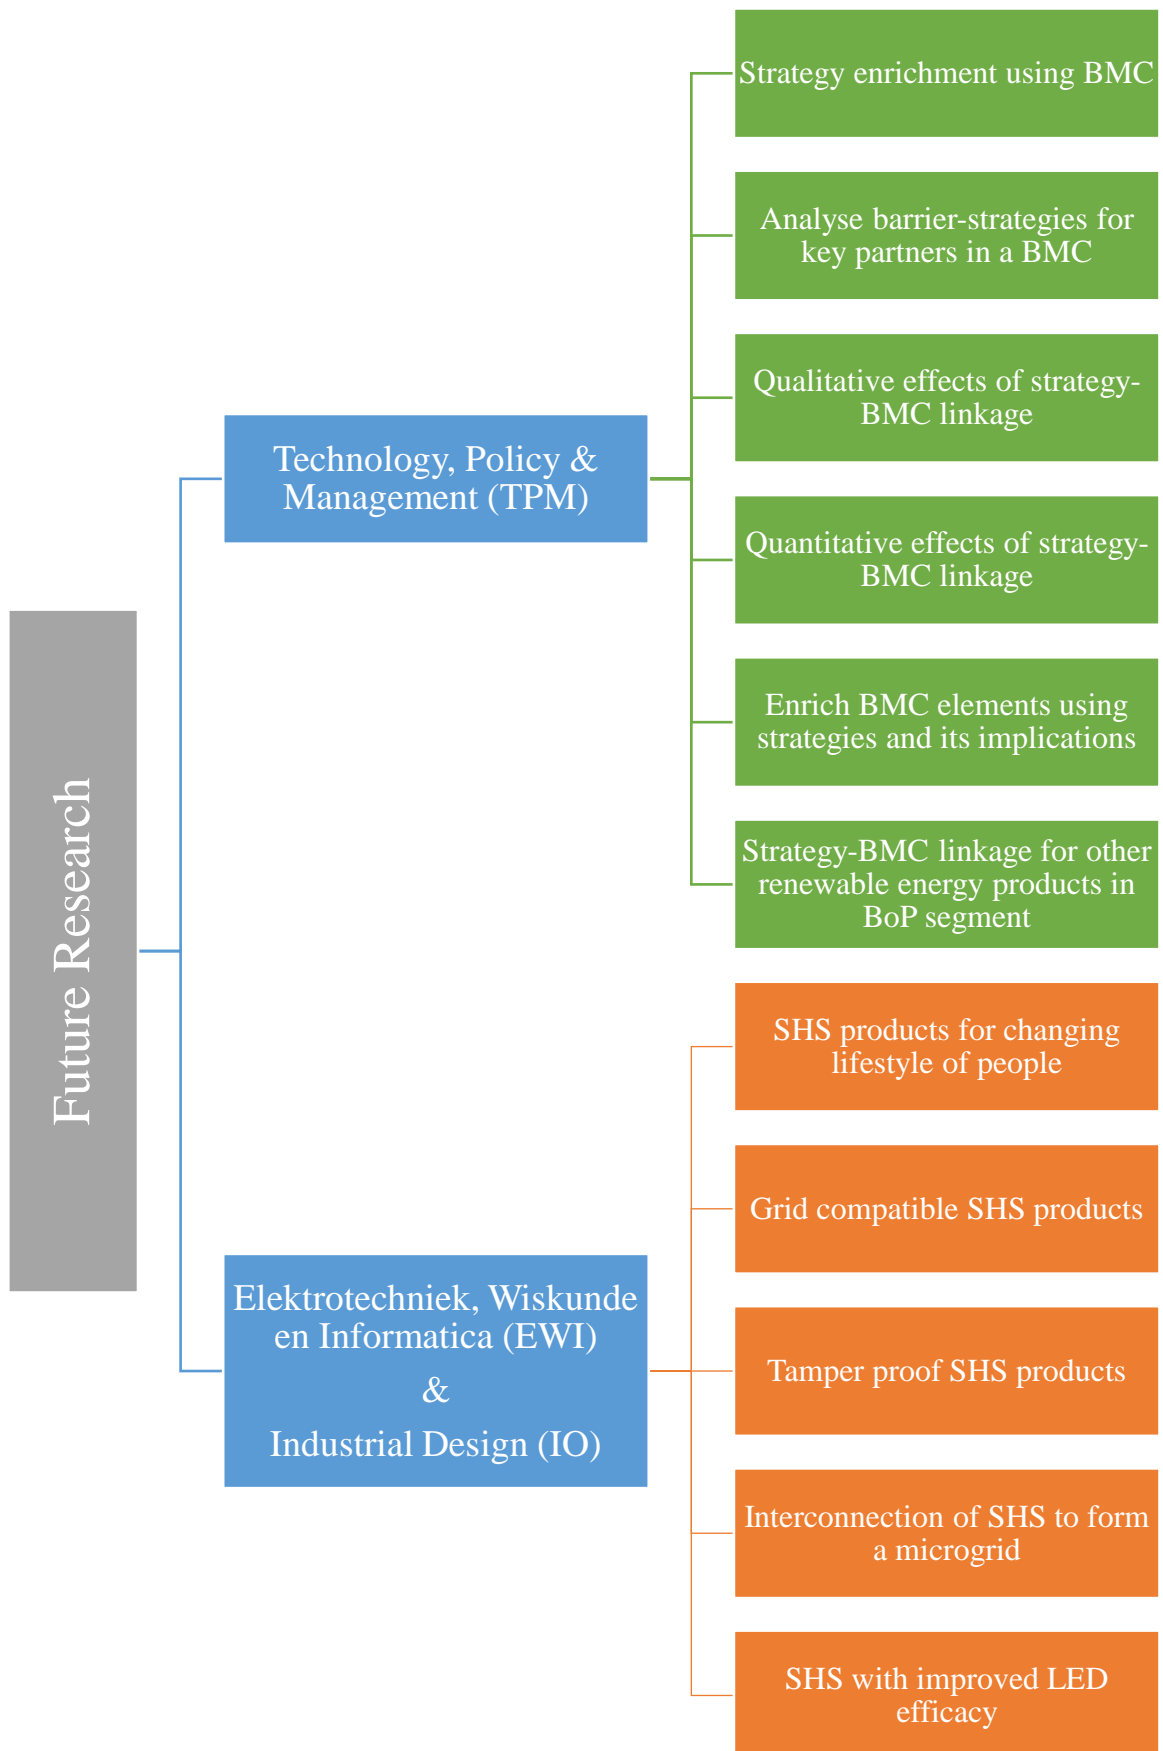 Future Research
Technology, Policy &
Management (TPM)
Strategy enrichment using BMC
Analyse barrier-strategies for
key partners in a BMC
Qualitative effects of strategy-
BMC linkage
Quantitative effects of strategy-
BMC linkage
Enrich BMC elements using
strategies and its implications
Strategy-BMC linkage for other
renewable energy products in
BoP segment
Elektrotechniek, Wiskunde
en Informatica (EWI)
&
Industrial Design (IO)
SHS products for changing
lifestyle of people
Grid compatible SHS products
Tamper proof SHS products
Interconnection of SHS to form
a microgrid
SHS with improved LED
efficacy